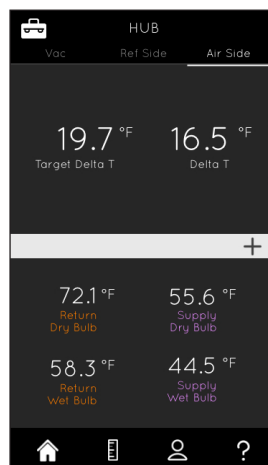 HUB
Vac Ref Side Air Side
19.7 °F 16.5 °F
Target Delta T Delta T
+
72.1 °F 55.6 °F
Return Supply
Dry Bulb Dry Bulb
58.3 °F 44.5 °F
Return Supply
Wet Bulb Wet Bulb
?